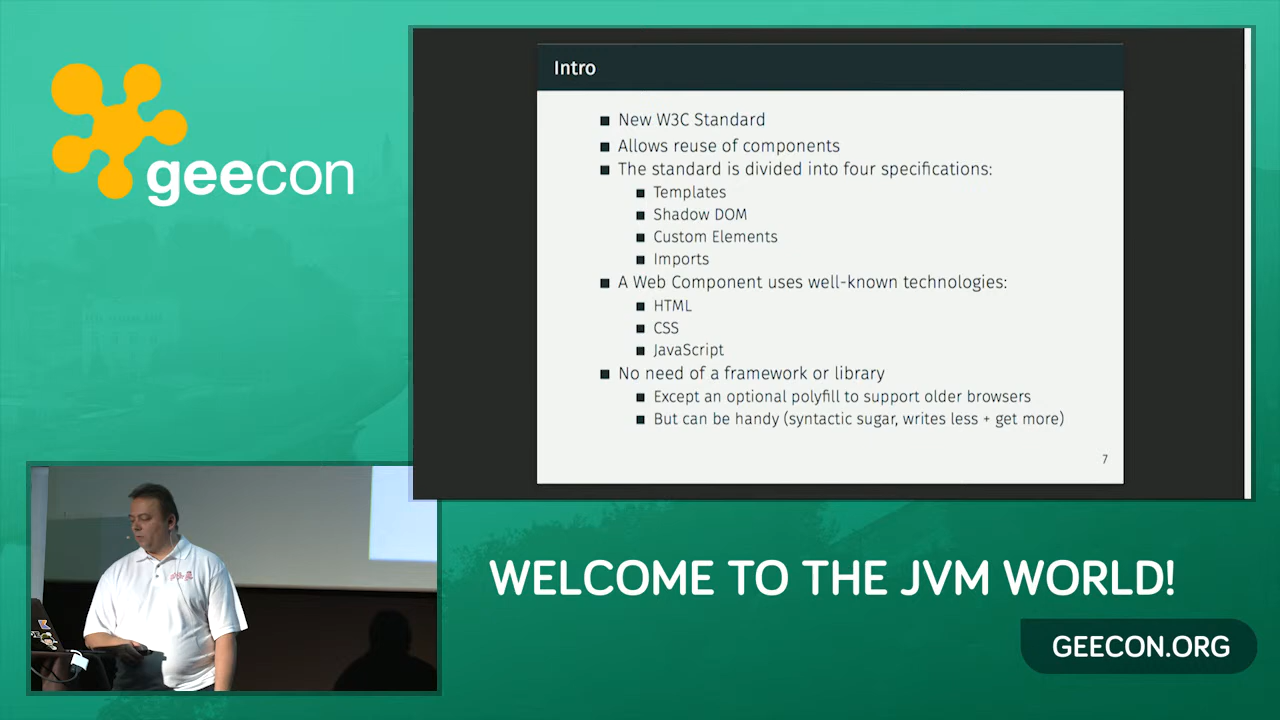 geecon
Intro
New W3C Standard
Allows reuse of components
The standard is divided into four specifications:
Templates
Shadow DOM
Custom Elements
Imports
A Web Component uses well-known technologies:
HTML
CSS
JavaScript
No need of a framework or library
Except an optional polyfill to support older browsers
But can be handy (syntactic sugar, writes less + get more)
7
WELCOME TO THE JVM WORLD!
GEECON.ORG